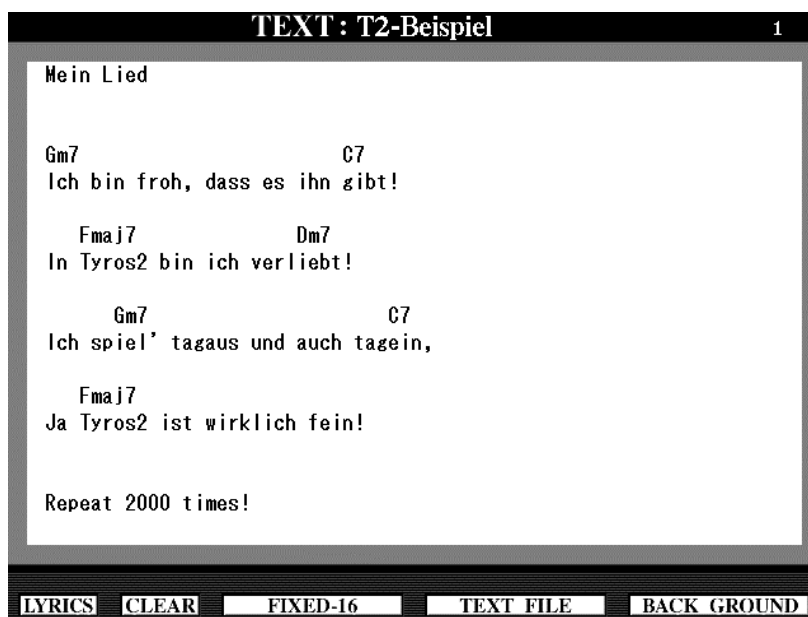 TEXT : T2-Beispiel 1
Mein Lied
Gm7 C7
Ich bin froh, dass es ihn gibt!
Fmaj7 Dm7
In Tyros2 bin ich verliebt!
Gm7 C7
Ich spiel’ tagaus und auch tagein,
Fmaj7
Ja Tyros2 ist wirklich fein!
Repeat 2000 times!
LYRICS CLEAR FIXED-16 TEXT FILE BACK GROUND